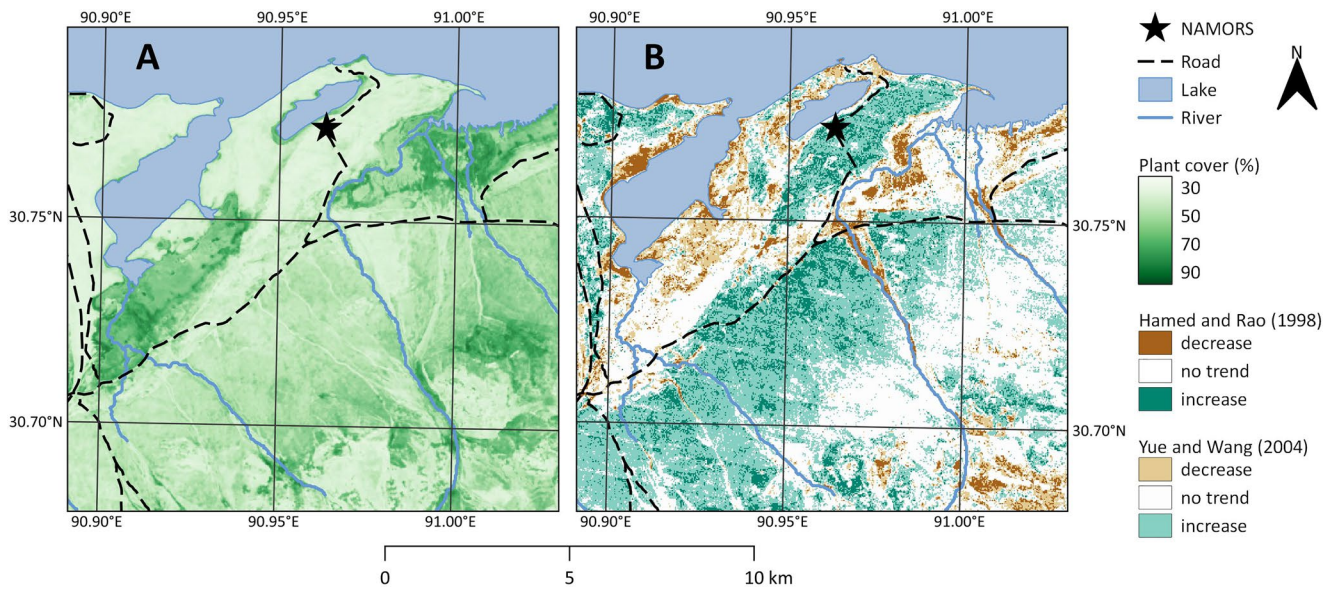 90.90°E 90.95°E 91.00°E 90.90°E 90.95°E 91.00°E
A B
NAMORS
Road
Lake
River
N
Plant cover (%)
30
50
70
90
30.75°N 30.75°N
Hamed and Rao (1998)
decrease
no trend
increase
30.70°N 30.70°N
Yue and Wang (2004)
decrease
no trend
increase
90.90°E 90.95°E 91.00°E 90.90°E 90.95°E 91.00°E
0 5 10 km